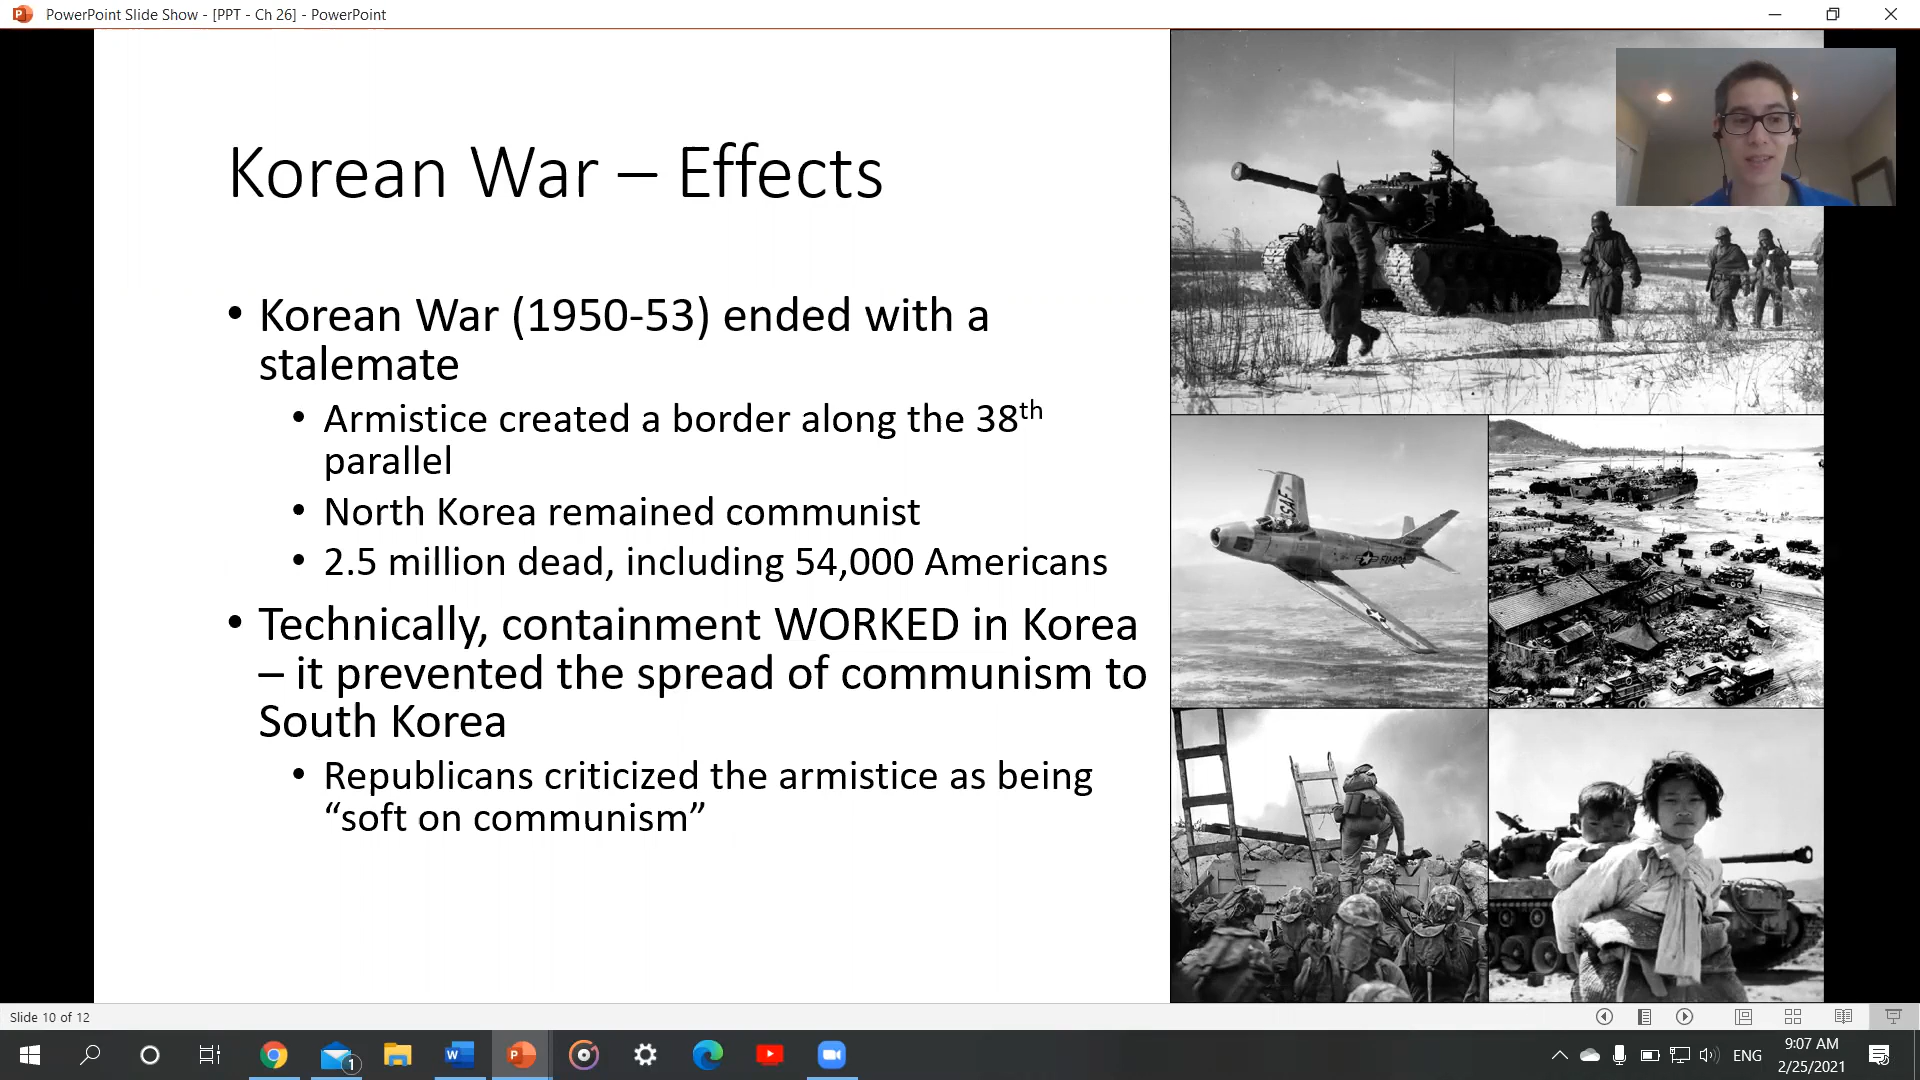 PowerPoint Slide Show - [PPT - Ch 26] - PowerPoint
Korean War – Effects
• Korean War (1950-53) ended with a
stalemate
• Armistice created a border along the 38th
parallel
• North Korea remained communist
• 2.5 million dead, including 54,000 Americans
• Technically, containment WORKED in Korea
– it prevented the spread of communism to
South Korea
• Republicans criticized the armistice as being
“soft on communism”
Slide 10 of 12
1
ENG
9:07 AM
2/25/2021